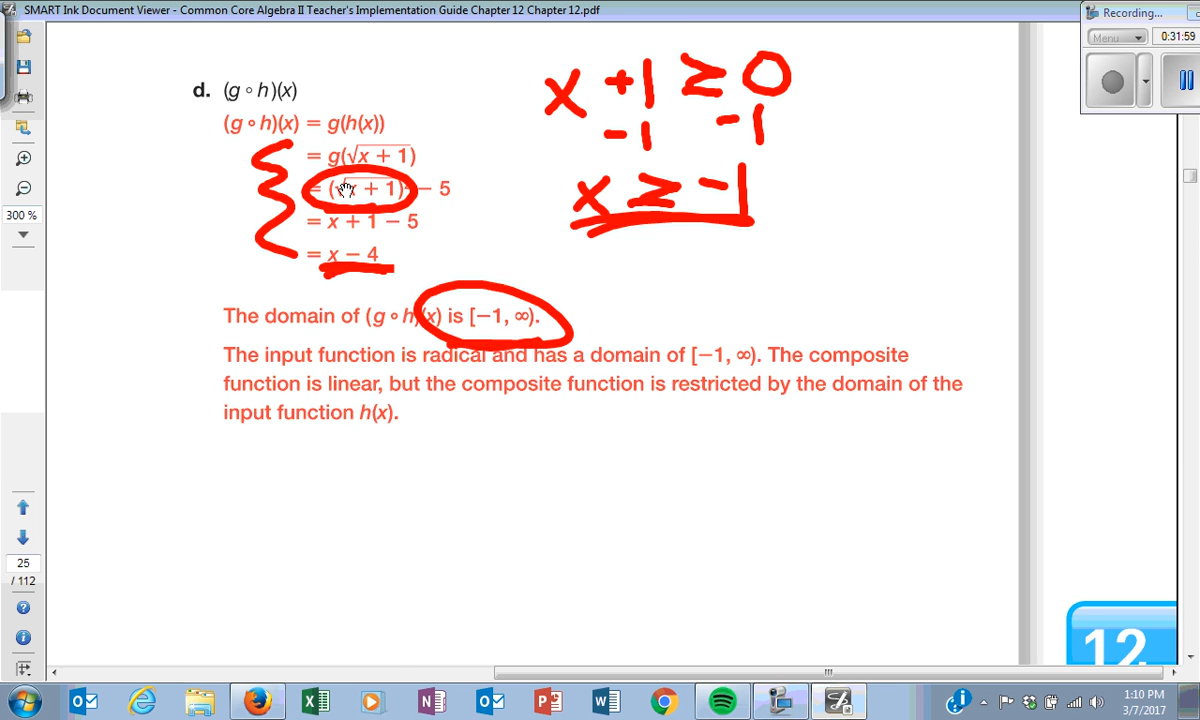 SMART Ink Document Viewer - Common Core Algebra II Teacher's Implementation Guide Chapter 12 Chapter 12.pdf
Recording...
Menu
0:31:59
300 %
25
/ 112
d. (g ∘ h)(x)
(g ∘ h)(x) = g(h(x))
= g(√x + 1)
= (√x + 1)² − 5
= x + 1 − 5
= x − 4
x + 1 ≥ 0
− 1 − 1
x ≥ − 1
The domain of (g ∘ h)(x) is [−1, ∞).
The input function is radical and has a domain of [−1, ∞). The composite
function is linear, but the composite function is restricted by the domain of the
input function h(x).
12
1:10 PM
3/7/2017